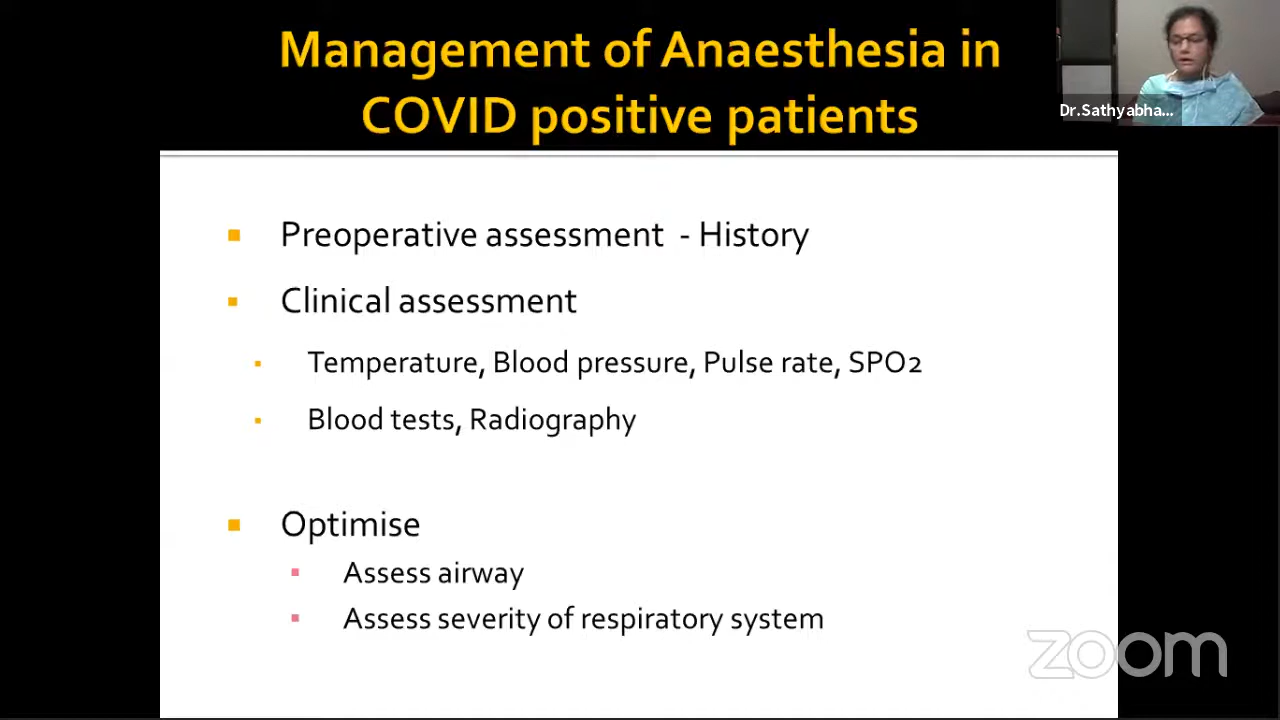 Management of Anaesthesia in
COVID positive patients
Dr.Sathyabha...
Preoperative assessment - History
Clinical assessment
Temperature, Blood pressure, Pulse rate, SPO2
Blood tests, Radiography
Optimise
Assess airway
Assess severity of respiratory system
zoom